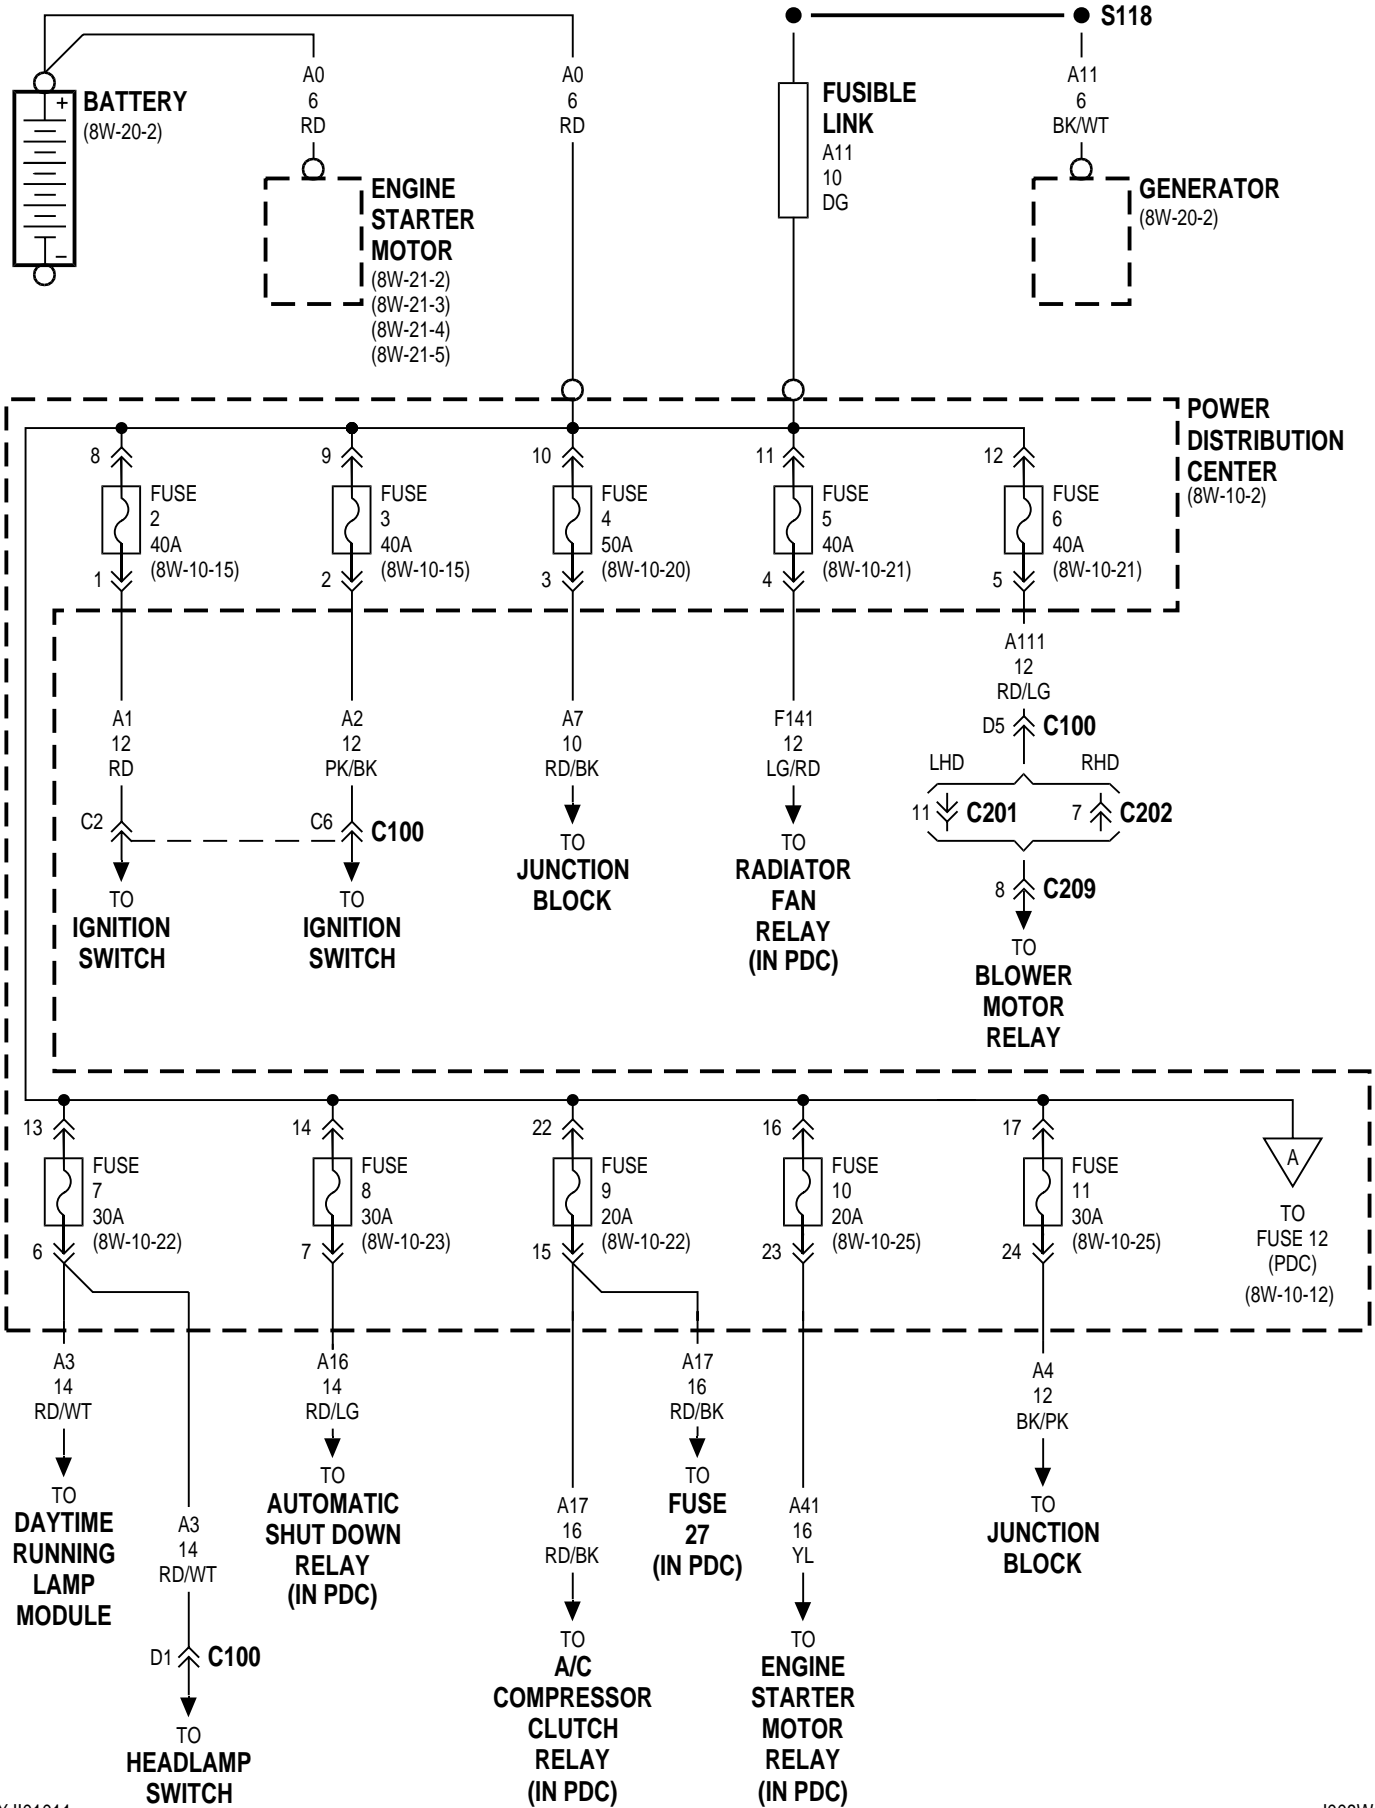 S118
A0
6
RD
A0
6
RD
A11
6
BK/WT
+
−
BATTERY
(8W-20-2)
FUSIBLE
LINK
A11
10
DG
ENGINE
STARTER
MOTOR
(8W-21-2)
(8W-21-3)
(8W-21-4)
(8W-21-5)
GENERATOR
(8W-20-2)
POWER
DISTRIBUTION
CENTER
(8W-10-2)
8
FUSE
2
40A
(8W-10-15)
1
9
FUSE
3
40A
(8W-10-15)
2
10
FUSE
4
50A
(8W-10-20)
3
11
FUSE
5
40A
(8W-10-21)
4
12
FUSE
6
40A
(8W-10-21)
5
A1
12
RD
C2
TO
IGNITION
SWITCH
A2
12
PK/BK
C6
C100
TO
IGNITION
SWITCH
A7
10
RD/BK
TO
JUNCTION
BLOCK
F141
12
LG/RD
TO
RADIATOR
FAN
RELAY
(IN PDC)
A111
12
RD/LG
D5 C100
LHD RHD
11 C201
7 C202
8 C209
TO
BLOWER
MOTOR
RELAY
13
FUSE
7
30A
(8W-10-22)
6
14
FUSE
8
30A
(8W-10-23)
7
22
FUSE
9
20A
(8W-10-22)
15
16
FUSE
10
20A
(8W-10-25)
23
17
FUSE
11
30A
(8W-10-25)
24
A
TO
FUSE 12
(PDC)
(8W-10-12)
A3
14
RD/WT
TO
DAYTIME
RUNNING
LAMP
MODULE
A3
14
RD/WT
D1 C100
TO
HEADLAMP
SWITCH
A16
14
RD/LG
TO
AUTOMATIC
SHUT DOWN
RELAY
(IN PDC)
A17
16
RD/BK
TO
A/C
COMPRESSOR
CLUTCH
RELAY
(IN PDC)
A17
16
RD/BK
TO
FUSE
27
(IN PDC)
A41
16
YL
TO
ENGINE
STARTER
MOTOR
RELAY
(IN PDC)
A4
12
BK/PK
TO
JUNCTION
BLOCK